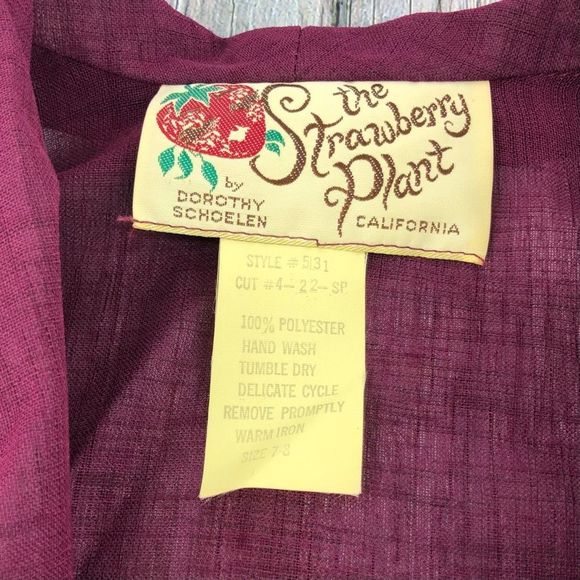 the
Strawberry
Plant
by
DOROTHY
SCHOELEN
CALIFORNIA
STYLE # 5131
CUT #4-22-SP
100% POLYESTER
HAND WASH
TUMBLE DRY
DELICATE CYCLE
REMOVE PROMPTLY
WARM IRON
SIZE 7-8